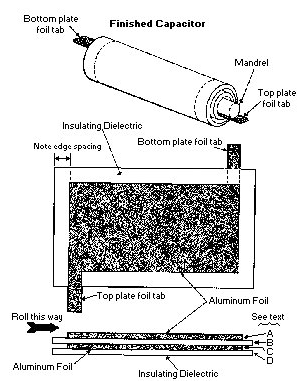 Finished Capacitor
Bottom plate
foil tab
Mandrel
Top plate
foil tab
Insulating Dielectric
Bottom plate foil tab
Note edge spacing
Top plate foil tab
Aluminum Foil
Roll this way
See text
A
B
C
D
Aluminum Foil
Insulating Dielectric